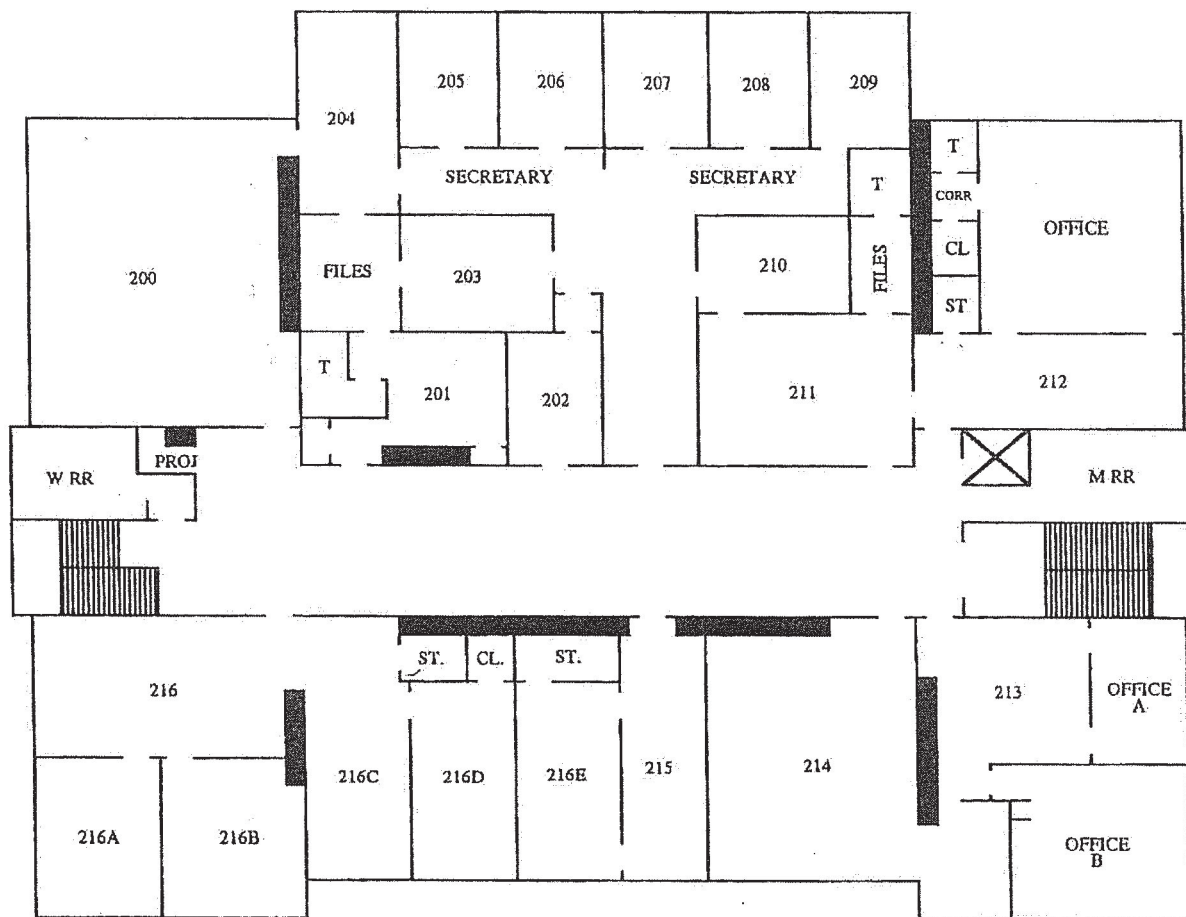 205
206
207
208
209
204
T
SECRETARY
SECRETARY
T
CORR
OFFICE
200
FILES
203
210
FILES
CL
ST
T
201
202
211
212
PROJ
W RR
M RR
ST.
CL.
ST.
216
213
OFFICE
A
216C
216D
216E
215
214
216A
216B
OFFICE
B